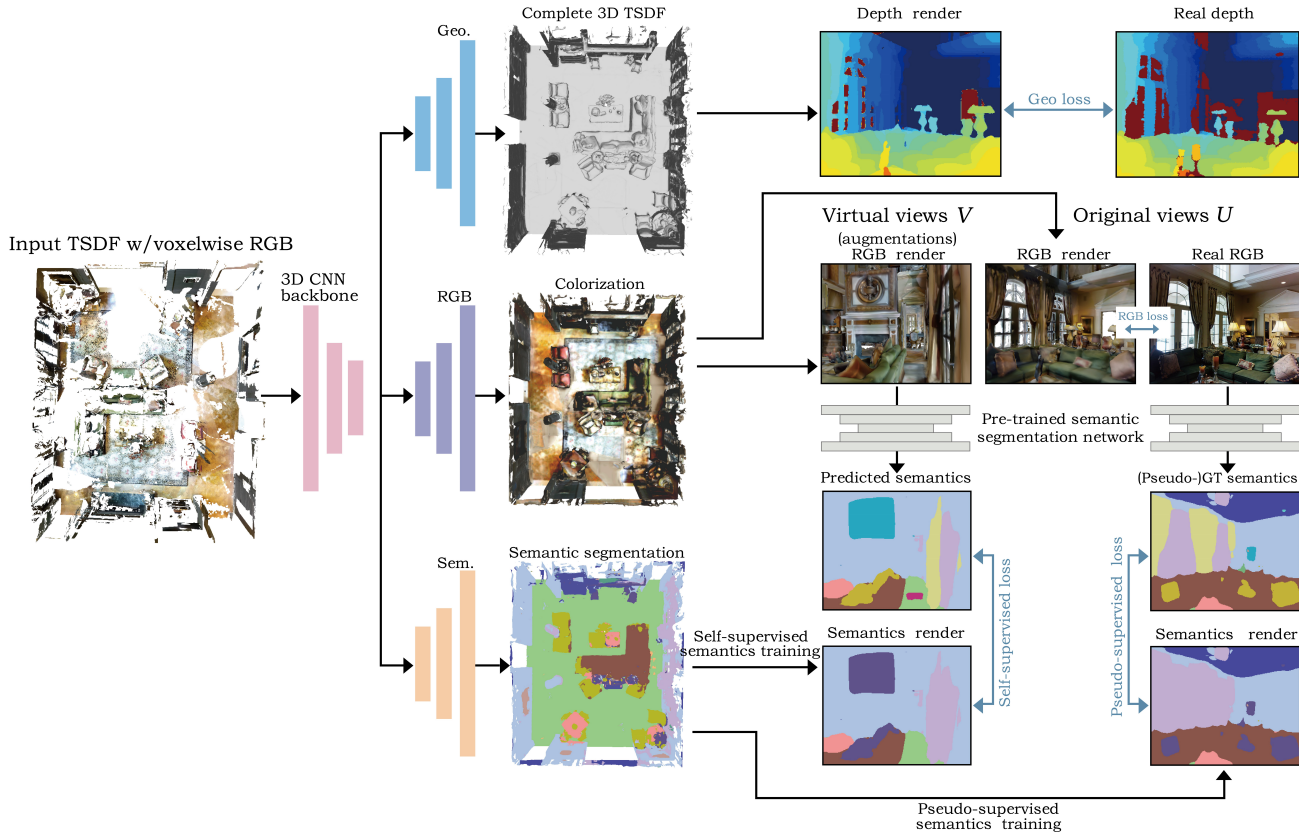 Complete 3D TSDF
Depth render
Real depth
Geo.
Geo loss
Virtual views V
Original views U
(augmentations)
RGB render
RGB render
Real RGB
Input TSDF w/voxelwise RGB
3D CNN
backbone
RGB
Colorization
RGB loss
Pre-trained semantic
segmentation network
Predicted semantics
(Pseudo-)GT semantics
Sem.
Semantic segmentation
Self-supervised loss
Pseudo-supervised loss
Self-supervised
semantics training
Semantics render
Semantics render
Pseudo-supervised
semantics training